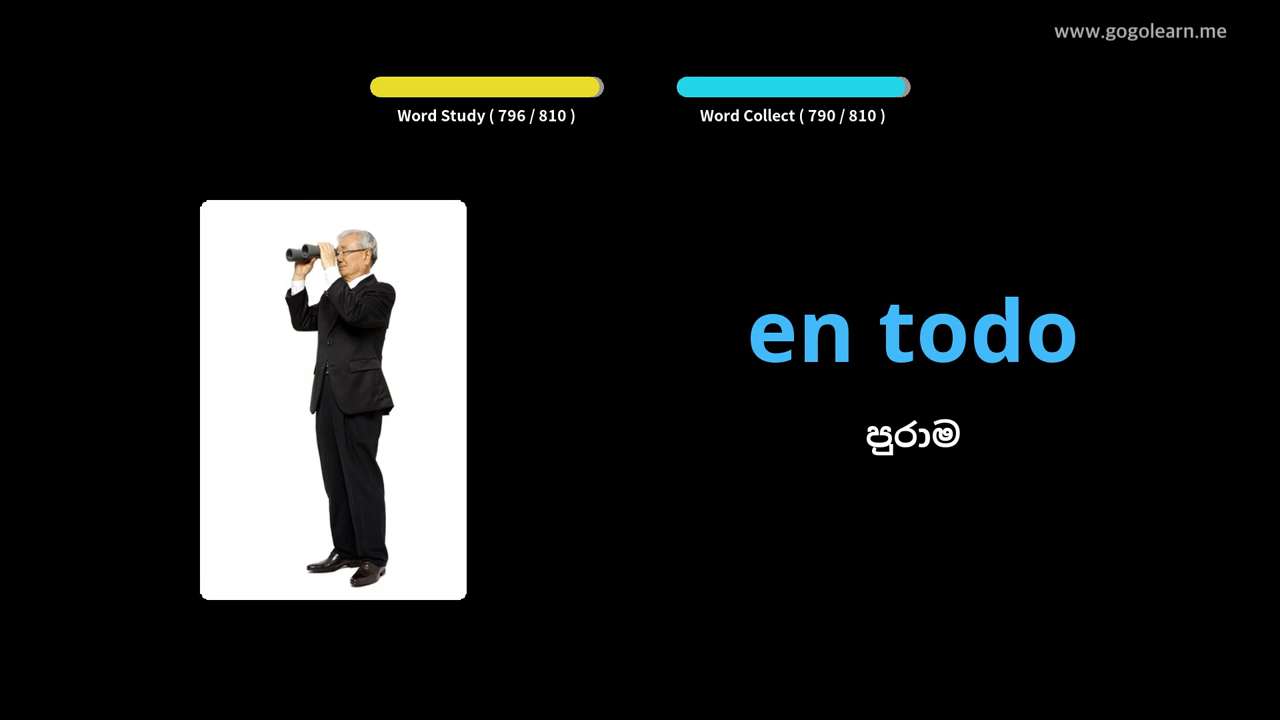 www.gogolearn.me
Word Study ( 796 / 810 )
Word Collect ( 790 / 810 )
en todo
පුරාම